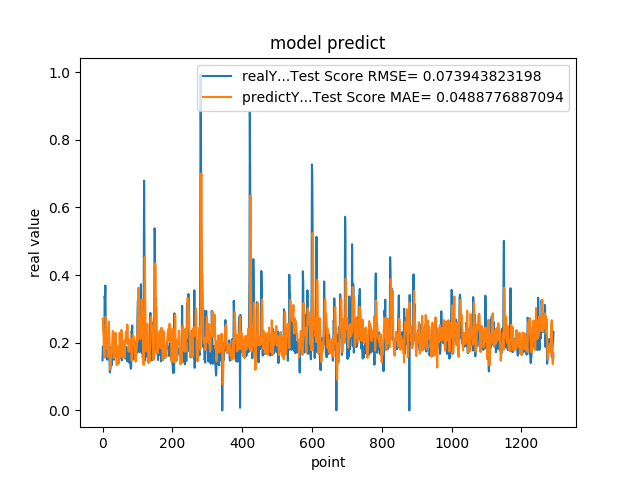 model predict
realY...Test Score RMSE= 0.073943823198
predictY...Test Score MAE= 0.0488776887094
real value
1.0
0.8
0.6
0.4
0.2
0.0
0 200 400 600 800 1000 1200
point